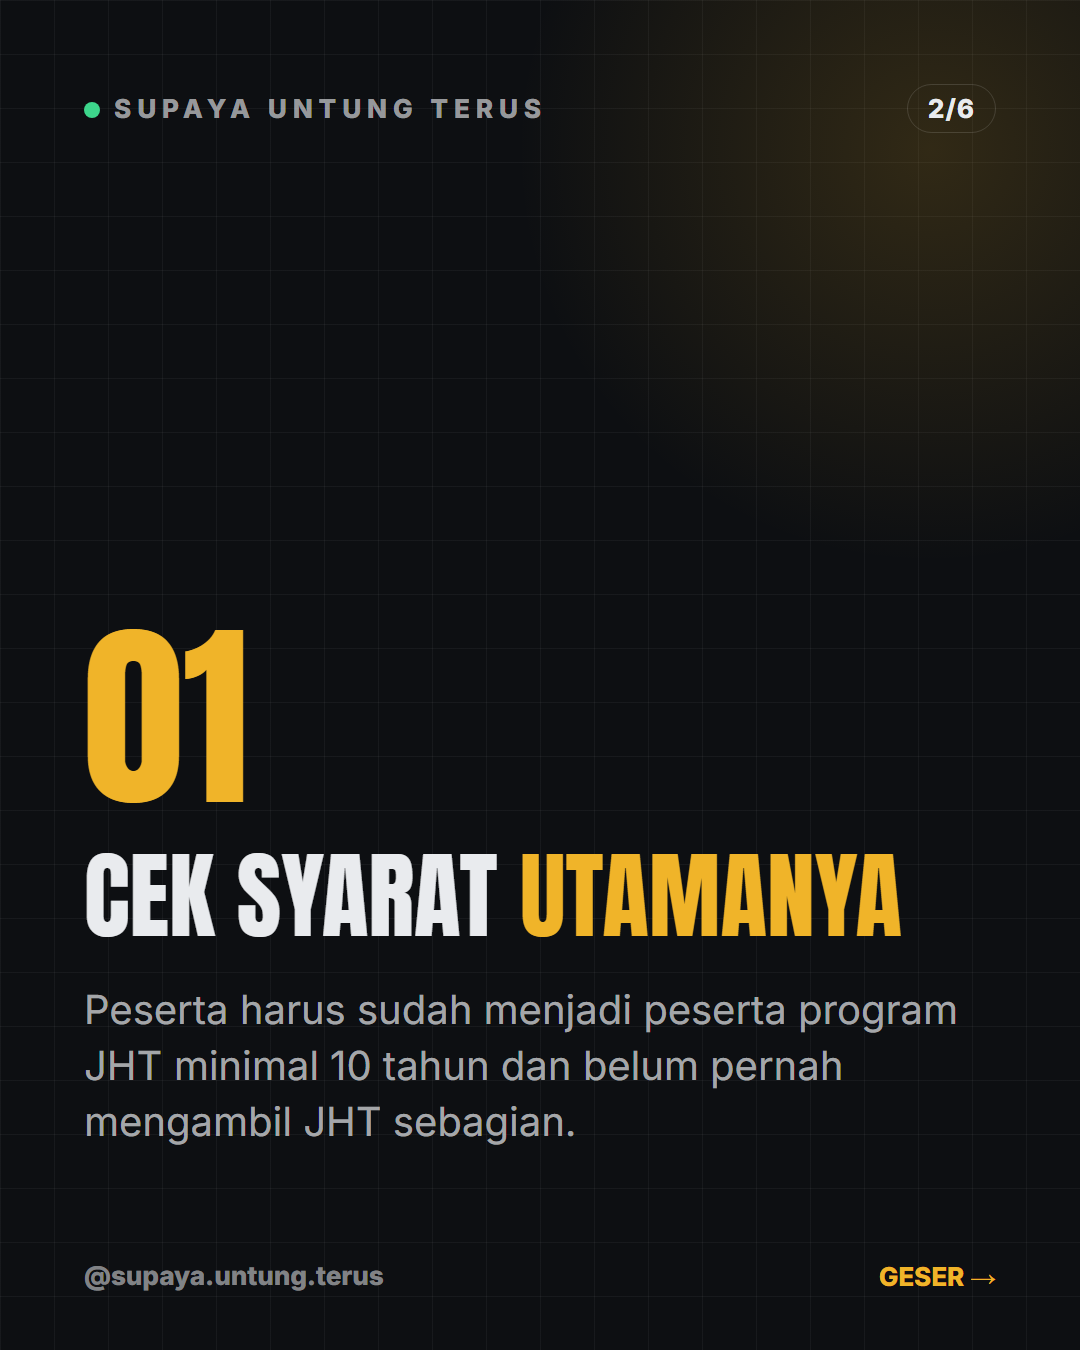 SUPAYA UNTUNG TERUS
2/6
01
CEK SYARAT UTAMANYA
Peserta harus sudah menjadi peserta program
JHT minimal 10 tahun dan belum pernah
mengambil JHT sebagian.
@supaya.untung.terus
GESER →